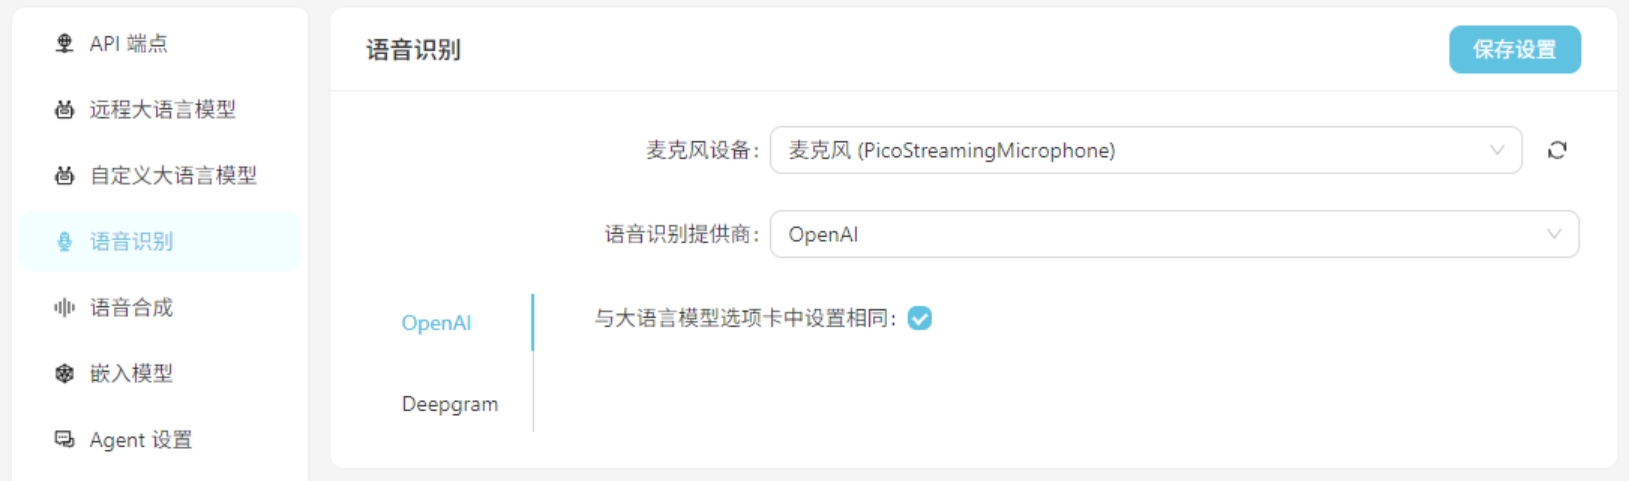 API 端点
远程大语言模型
自定义大语言模型
语音识别
语音合成
嵌入模型
Agent 设置
语音识别
保存设置
麦克风设备: 麦克风 (PicoStreamingMicrophone)
语音识别提供商: OpenAI
OpenAI
与大语言模型选项卡中设置相同:
Deepgram